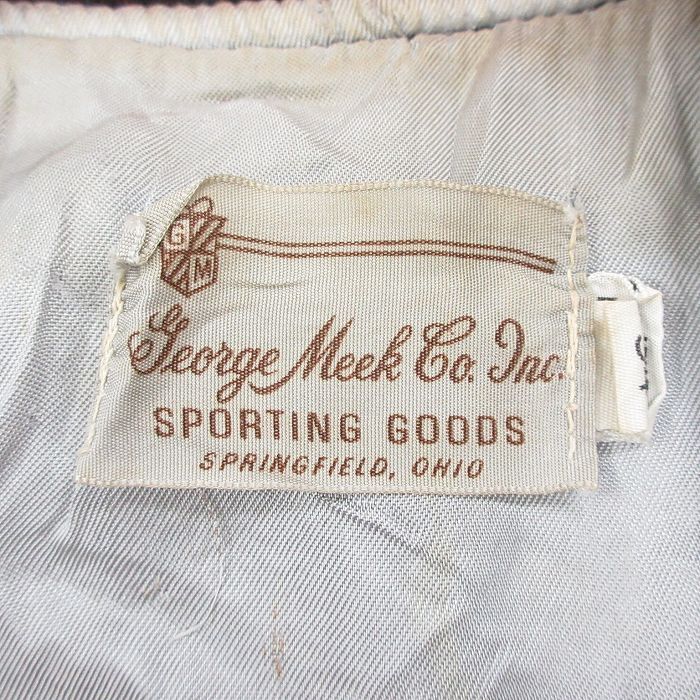 G
M
George Meek Co. Inc.
SPORTING GOODS
SPRINGFIELD, OHIO